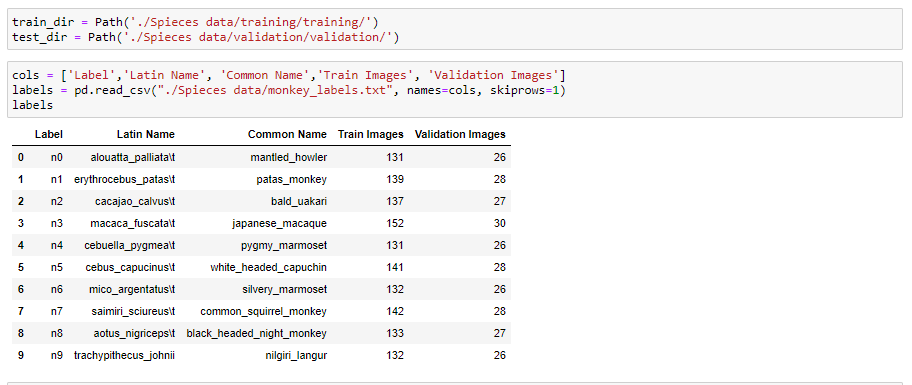 train_dir = Path('./Spieces data/training/training/')
test_dir = Path('./Spieces data/validation/validation/')
cols = ['Label','Latin Name', 'Common Name','Train Images', 'Validation Images']
labels = pd.read_csv("./Spieces data/monkey_labels.txt", names=cols, skiprows=1)
labels
Label Latin Name Common Name Train Images Validation Images
0 n0 alouatta_palliata\t mantled_howler 131 26
1 n1 erythrocebus_patas\t patas_monkey 139 28
2 n2 cacajao_calvus\t bald_uakari 137 27
3 n3 macaca_fuscata\t japanese_macaque 152 30
4 n4 cebuella_pygmea\t pygmy_marmoset 131 26
5 n5 cebus_capucinus\t white_headed_capuchin 141 28
6 n6 mico_argentatus\t silvery_marmoset 132 26
7 n7 saimiri_sciureus\t common_squirrel_monkey 142 28
8 n8 aotus_nigriceps\t black_headed_night_monkey 133 27
9 n9 trachypithecus_johnii nilgiri_langur 132 26